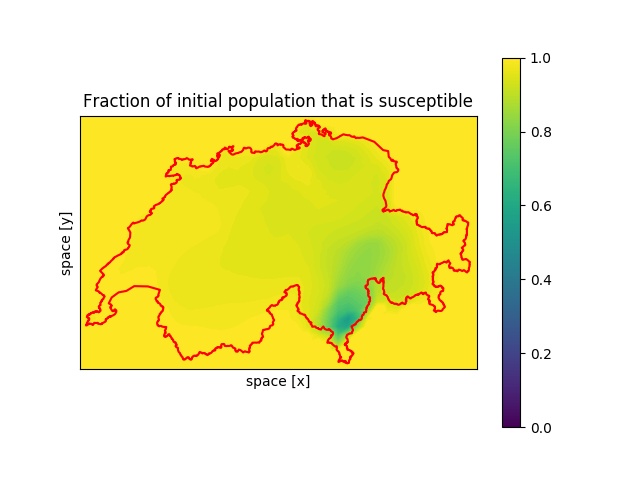 Fraction of initial population that is susceptible
space [y]
space [x]
1.0
0.8
0.6
0.4
0.2
0.0